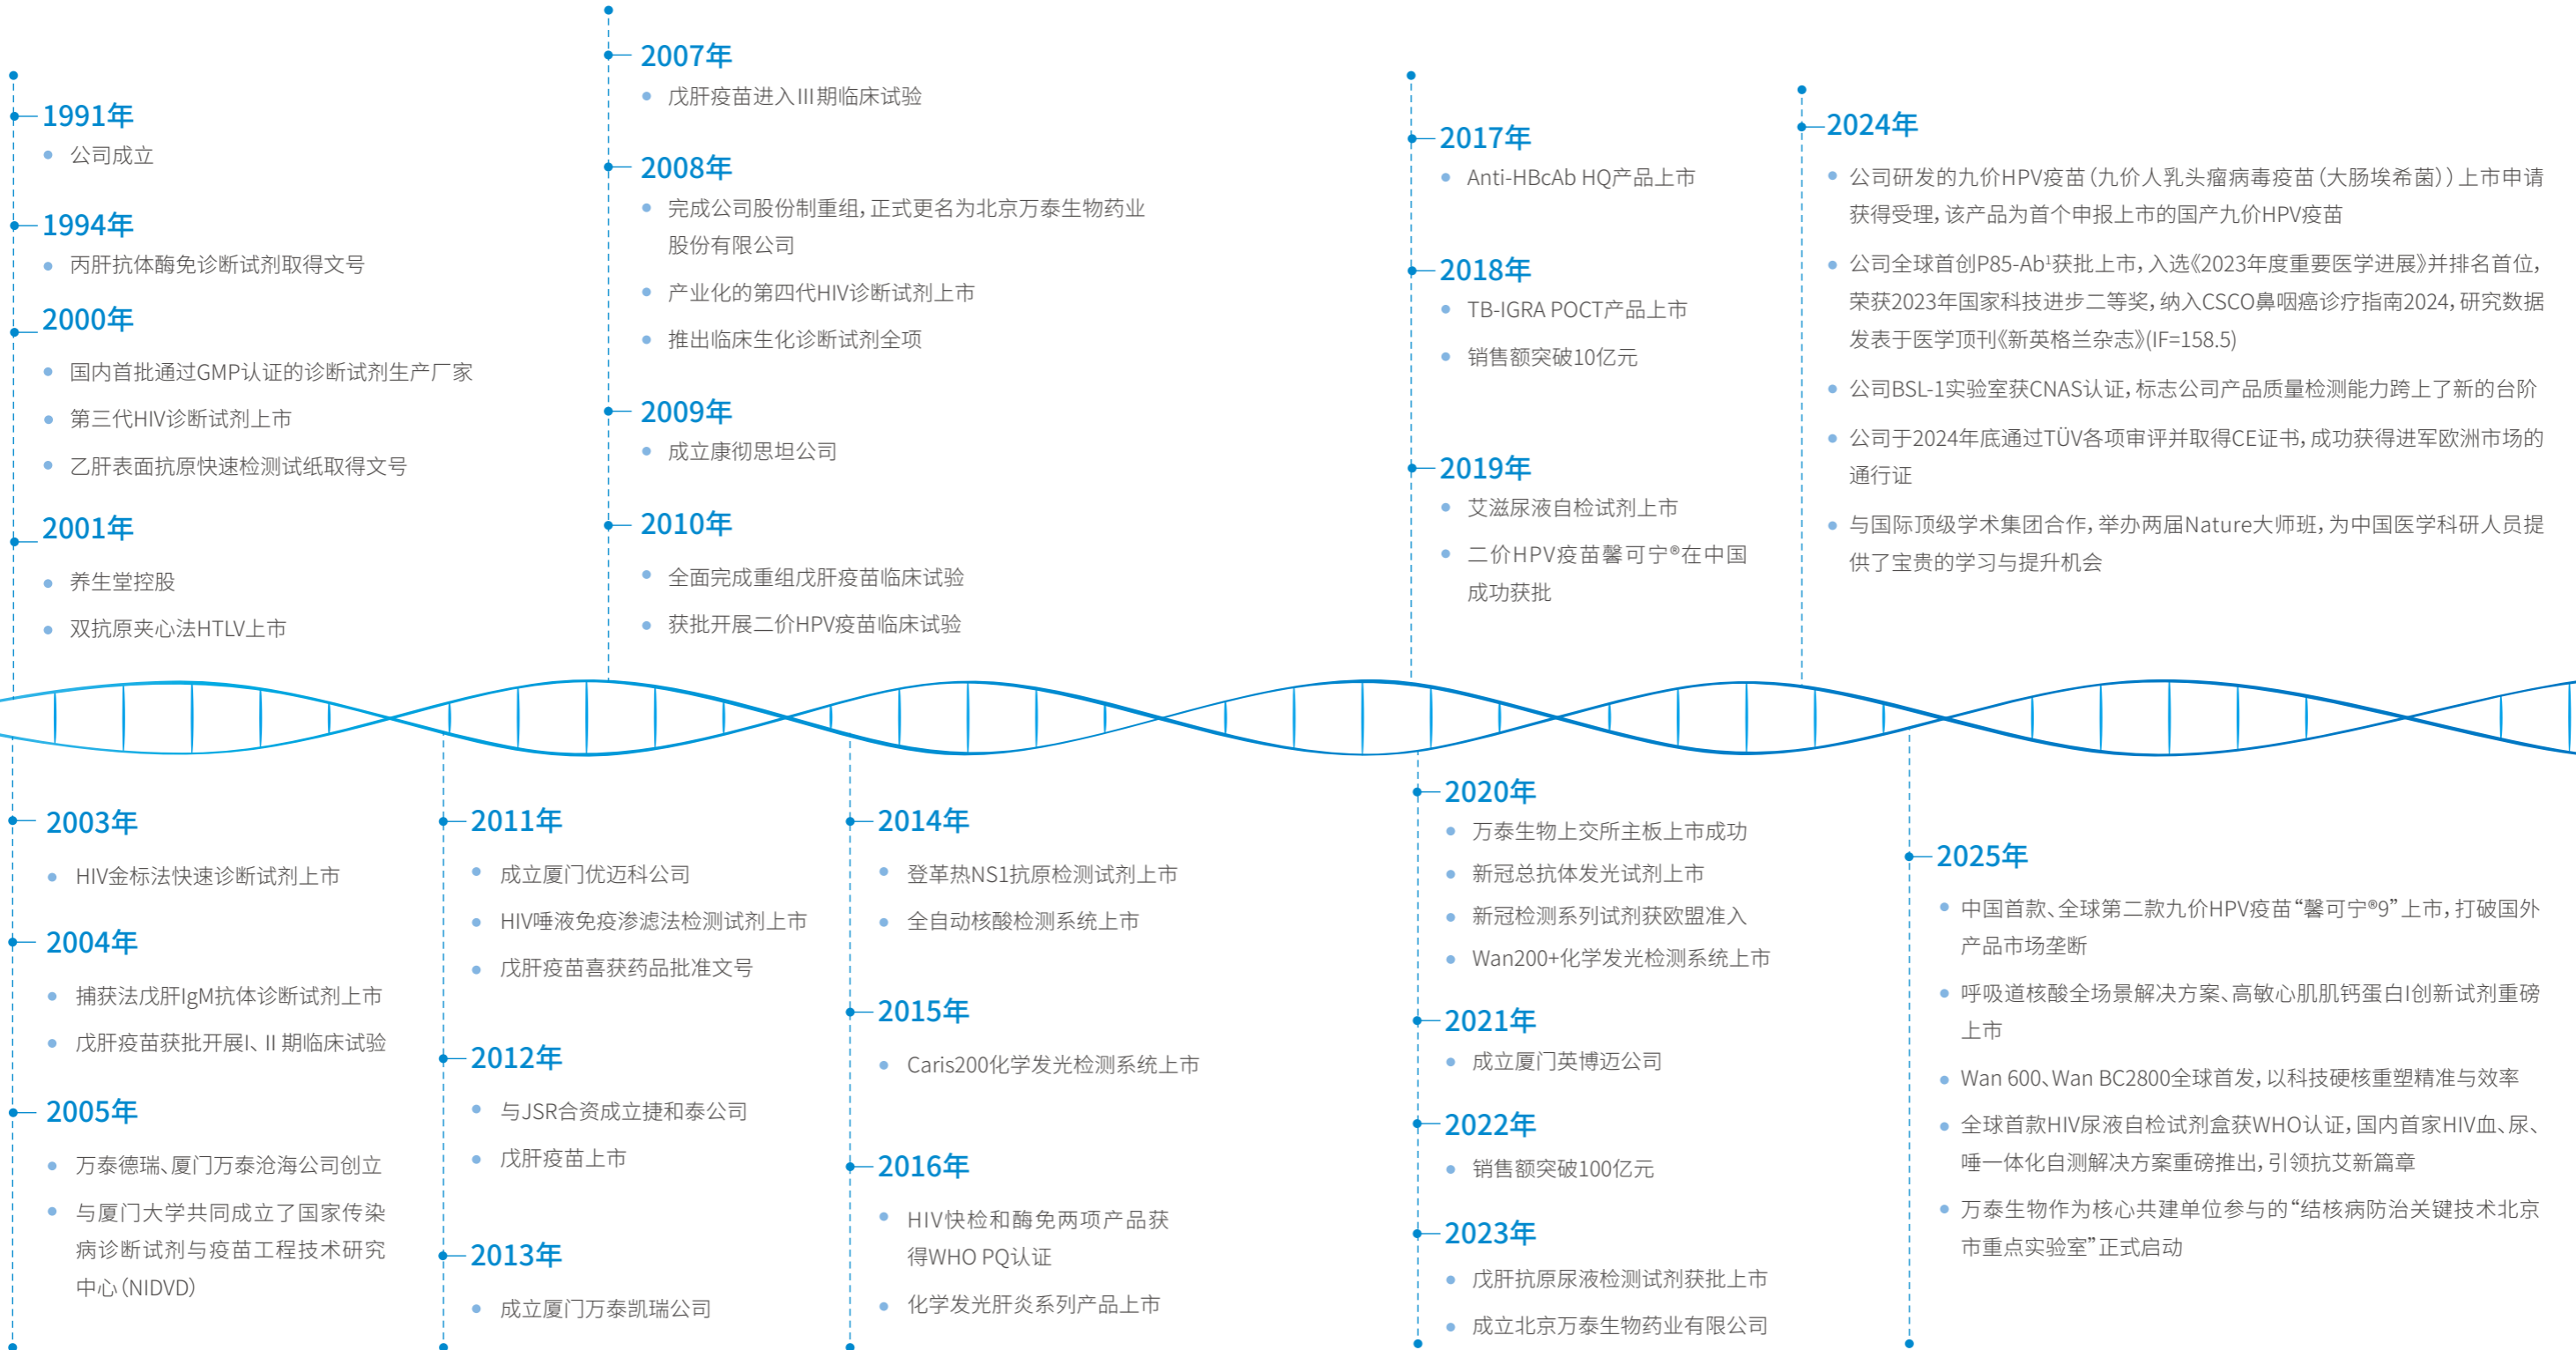 1991年
公司成立
1994年
丙肝抗体酶免诊断试剂取得文号
2000年
国内首批通过GMP认证的诊断试剂生产厂家
第三代HIV诊断试剂上市
乙肝表面抗原快速检测试纸取得文号
2001年
养生堂控股
双抗原夹心法HTLV上市
2003年
HIV金标法快速诊断试剂上市
2004年
捕获法戊肝IgM抗体诊断试剂上市
戊肝疫苗获批开展I、II 期临床试验
2005年
万泰德瑞、厦门万泰沧海公司创立
与厦门大学共同成立了国家传染
病诊断试剂与疫苗工程技术研究
中心（NIDVD）
2007年
戊肝疫苗进入III期临床试验
2008年
完成公司股份制重组，正式更名为北京万泰生物药业
股份有限公司
产业化的第四代HIV诊断试剂上市
推出临床生化诊断试剂全项
2009年
成立康彻思坦公司
2010年
全面完成重组戊肝疫苗临床试验
获批开展二价HPV疫苗临床试验
2011年
成立厦门优迈科公司
HIV唾液免疫渗滤法检测试剂上市
戊肝疫苗喜获药品批准文号
2012年
与JSR合资成立捷和泰公司
戊肝疫苗上市
2013年
成立厦门万泰凯瑞公司
2014年
登革热NS1抗原检测试剂上市
全自动核酸检测系统上市
2015年
Caris200化学发光检测系统上市
2016年
HIV快检和酶免两项产品获
得WHO PQ认证
化学发光肝炎系列产品上市
2017年
Anti-HBcAb HQ产品上市
2018年
TB-IGRA POCT产品上市
销售额突破10亿元
2019年
艾滋尿液自检试剂上市
二价HPV疫苗馨可宁®在中国
成功获批
2020年
万泰生物上交所主板上市成功
新冠总抗体发光试剂上市
新冠检测系列试剂获欧盟准入
Wan200+化学发光检测系统上市
2021年
成立厦门英博迈公司
2022年
销售额突破100亿元
2023年
戊肝抗原尿液检测试剂获批上市
成立北京万泰生物药业有限公司
2024年
公司研发的九价HPV疫苗（九价人乳头瘤病毒疫苗（大肠埃希菌））上市申请
获得受理，该产品为首个申报上市的国产九价HPV疫苗
公司全球首创P85-Ab¹获批上市，入选《2023年度重要医学进展》并排名首位，
荣获2023年国家科技进步二等奖，纳入CSCO鼻咽癌诊疗指南2024，研究数据
发表于医学顶刊《新英格兰杂志》(IF=158.5)
公司BSL-1实验室获CNAS认证，标志公司产品质量检测能力跨上了新的台阶
公司于2024年底通过TÜV各项审评并取得CE证书，成功获得进军欧洲市场的
通行证
与国际顶级学术集团合作，举办两届Nature大师班，为中国医学科研人员提
供了宝贵的学习与提升机会
2025年
中国首款、全球第二款九价HPV疫苗“馨可宁®9”上市，打破国外
产品市场垄断
呼吸道核酸全场景解决方案、高敏心肌肌钙蛋白I创新试剂重磅
上市
Wan 600、Wan BC2800全球首发，以科技硬核重塑精准与效率
全球首款HIV尿液自检试剂盒获WHO认证，国内首家HIV血、尿、
唾一体化自测解决方案重磅推出，引领抗艾新篇章
万泰生物作为核心共建单位参与的“结核病防治关键技术北京
市重点实验室”正式启动